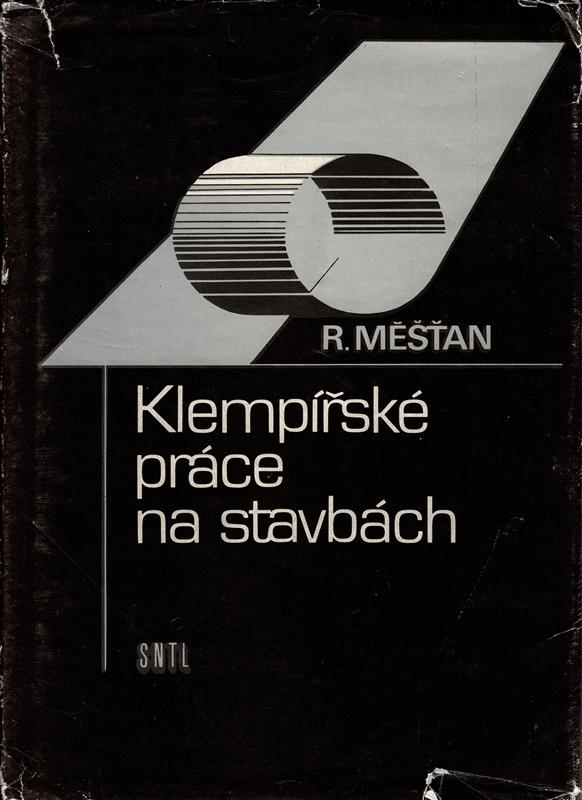 R. MĚŠŤAN
Klempířské
práce
na stavbách
SNTL